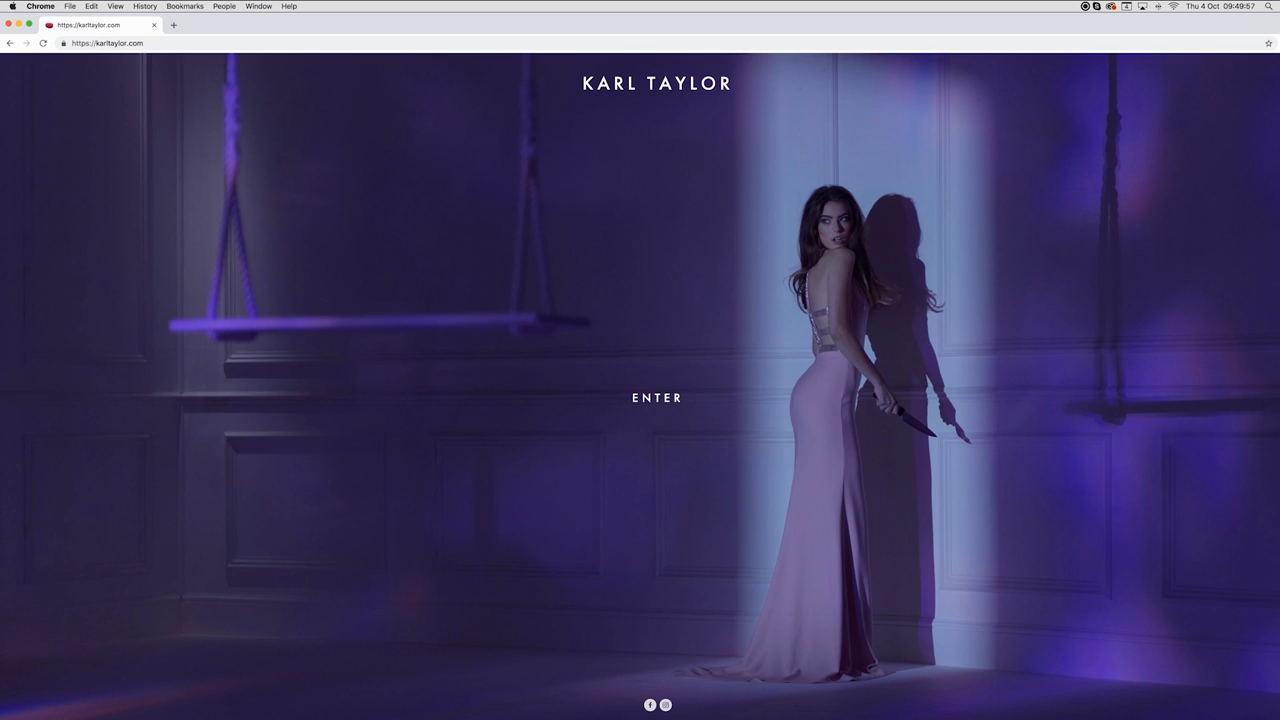 Chrome File Edit View History Bookmarks People Window Help 4 Thu 4 Oct 09:49:57
https://karltaylor.com
https://karltaylor.com
KARL TAYLOR
ENTER